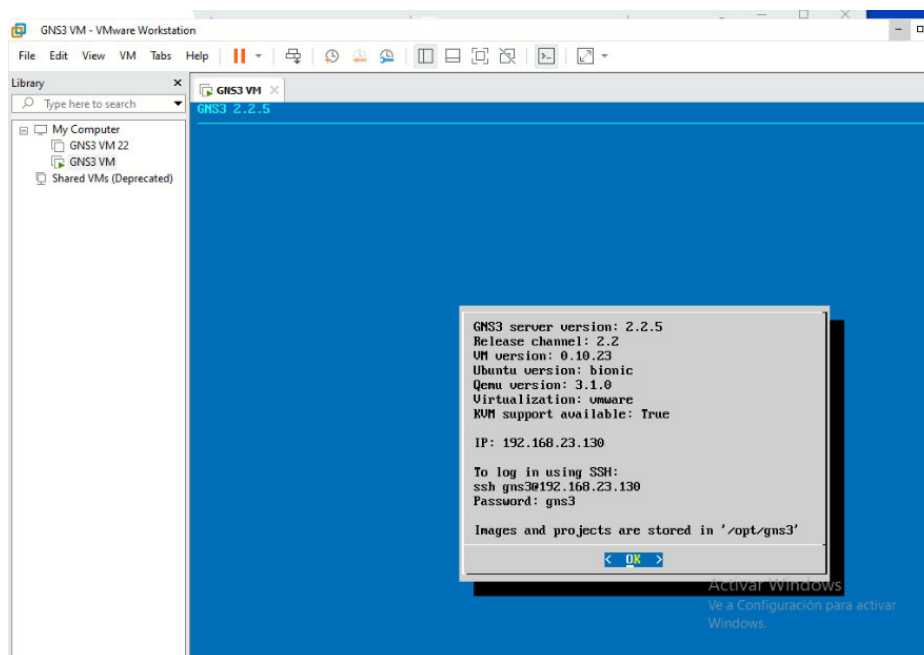 GNS3 VM - VMware Workstation
File Edit View VM Tabs Help
Library
Type here to search
My Computer
GNS3 VM 22
GNS3 VM
Shared VMs (Deprecated)
GNS3 VM
GNS3 2.2.5
GNS3 server version: 2.2.5
Release channel: 2.2
VM version: 0.10.23
Ubuntu version: bionic
Qemu version: 3.1.0
Virtualization: vmware
KVM support available: True
IP: 192.168.23.130
To log in using SSH:
ssh gns3@192.168.23.130
Password: gns3
Images and projects are stored in '/opt/gns3'
< OK >
Activar Windows
Ve a Configuración para activar
Windows.